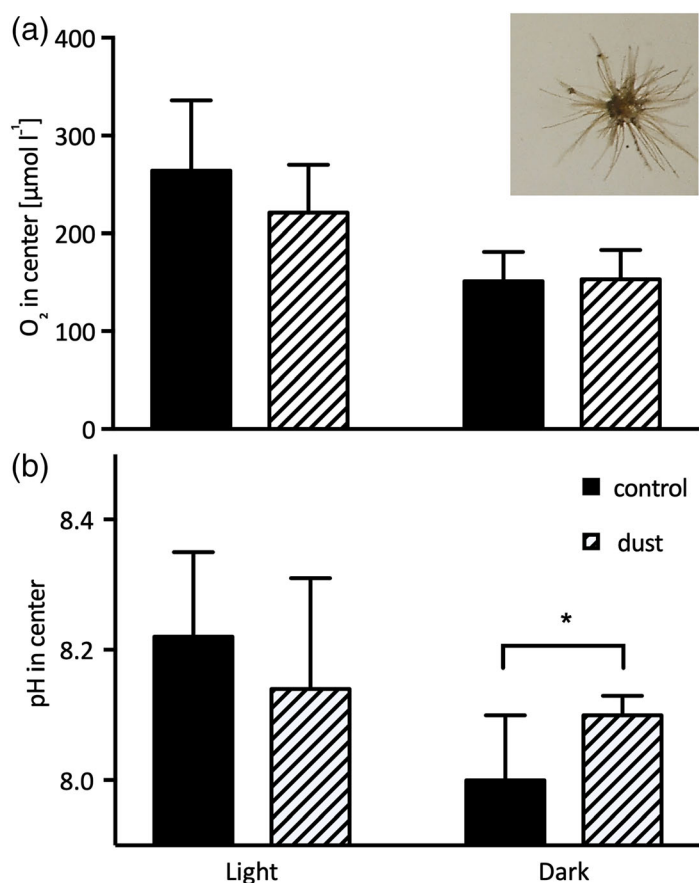 (a)
400
300
200
100
0
O₂ in center [µmol l⁻¹]
(b)
8.4
8.2
8.0
pH in center
control
dust
*
Light
Dark